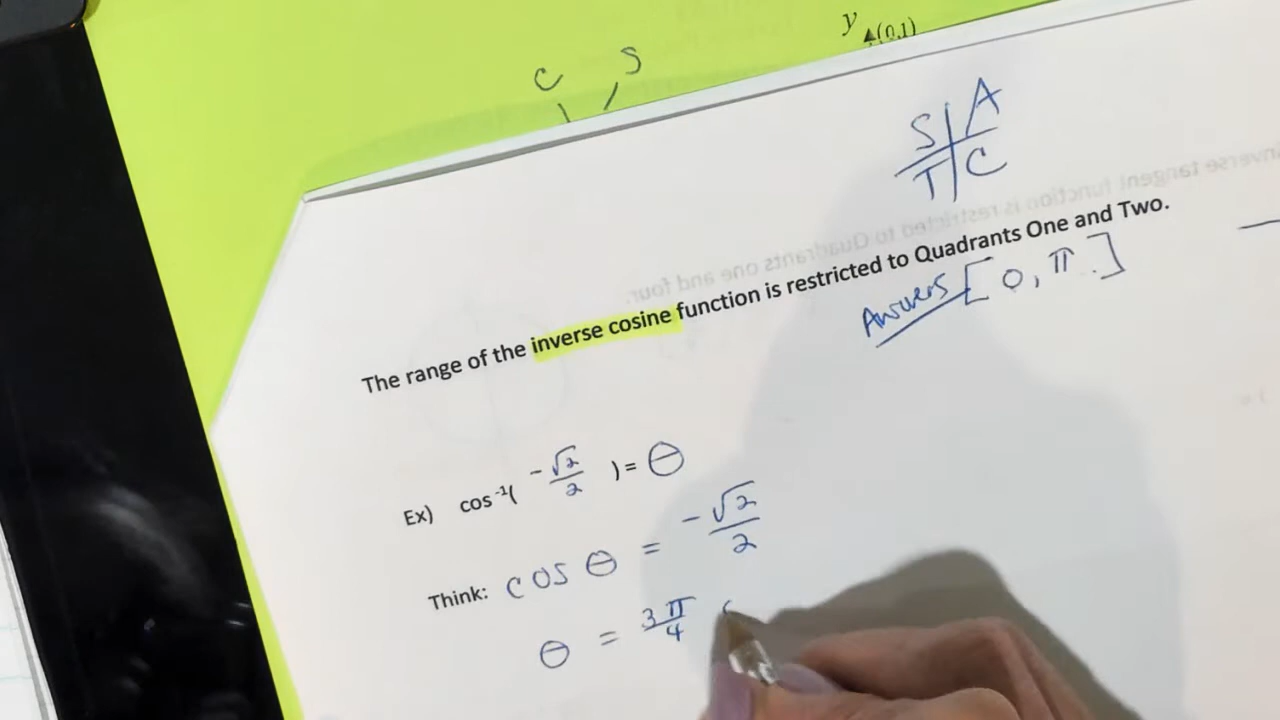 y
(0,1)
C S
S A
T C
The range of the inverse cosine function is restricted to Quadrants One and Two.
Answers [0, π]
Ex) cos⁻¹( -√2/2 ) = θ
Think: cos θ = -√2/2
θ = 3π/4